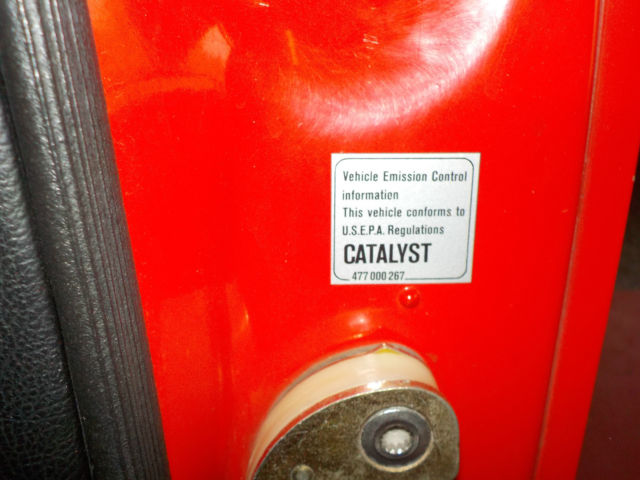 Vehicle Emission Control
information
This vehicle conforms to
U.S.E.P.A. Regulations
CATALYST
477 000 267